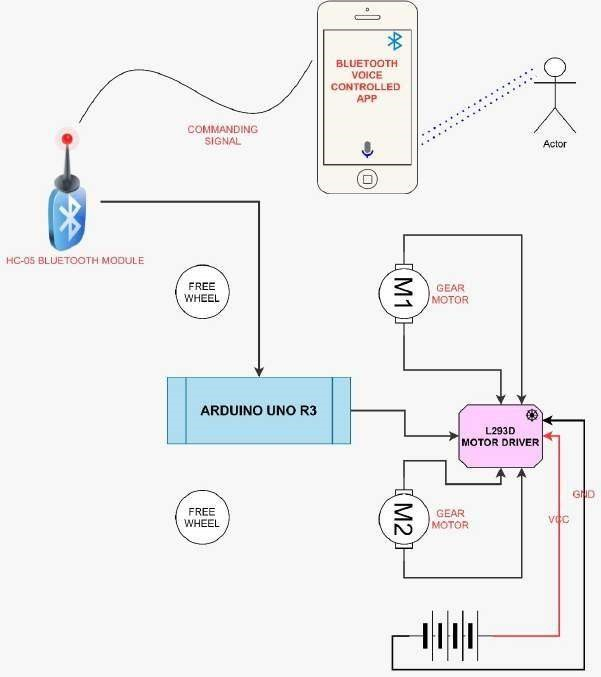 BLUETOOTH
VOICE
CONTROLLED
APP
COMMANDING
SIGNAL
Actor
HC-05 BLUETOOTH MODULE
FREE
WHEEL
M1
GEAR
MOTOR
ARDUINO UNO R3
L293D
MOTOR DRIVER
FREE
WHEEL
M2
GEAR
MOTOR
GND
VCC